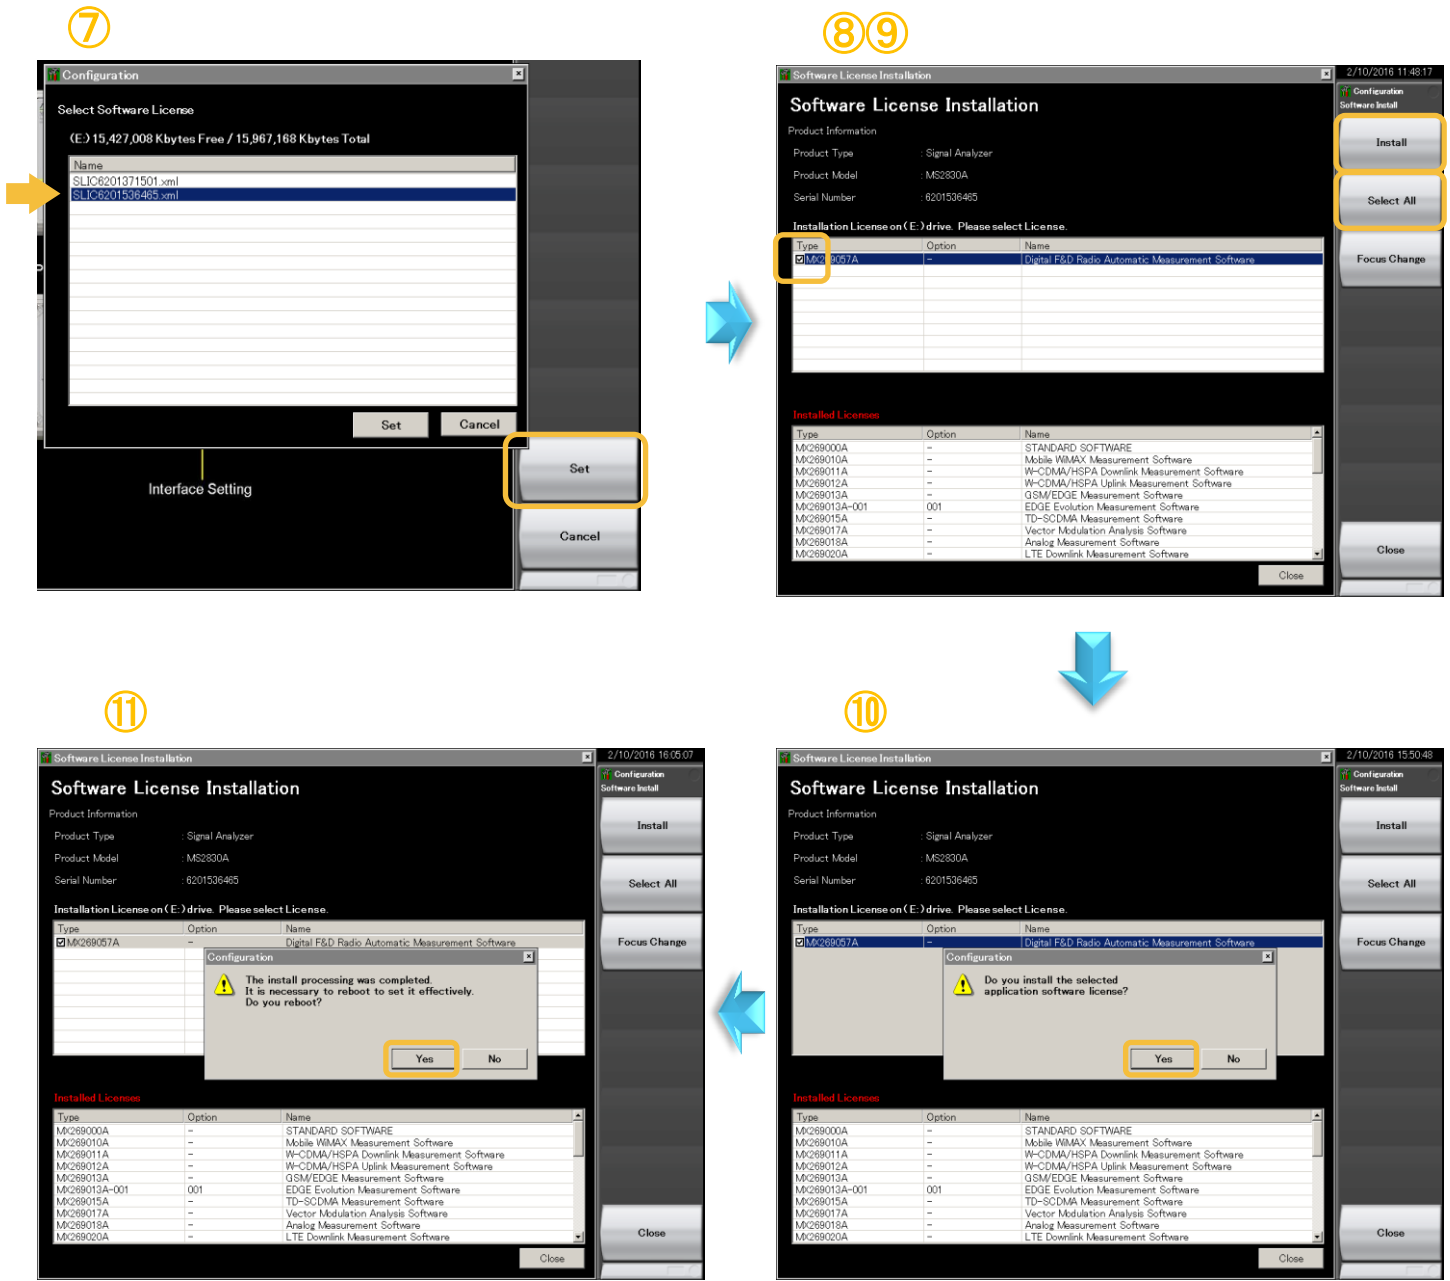 ⑦
Configuration
Select Software License
(E:) 15,427,008 Kbytes Free / 15,967,168 Kbytes Total
Name
SLIC6201371501.xml
SLIC6201536465.xml
Set Cancel
Interface Setting
Set
Cancel
⑧⑨
Software License Installation
2/10/2016 11:48:17
Configuration
Software Install
Software License Installation
Product Information
Product Type : Signal Analyzer
Product Model : MS2830A
Serial Number : 6201536465
Installation License on (E:) drive. Please select License.
Type Option Name
MX269057A - Digital F&D Radio Automatic Measurement Software
Installed Licenses
Type Option Name
MX269000A - STANDARD SOFTWARE
MX269010A - Mobile WiMAX Measurement Software
MX269011A - W-CDMA/HSPA Downlink Measurement Software
MX269012A - W-CDMA/HSPA Uplink Measurement Software
MX269013A - GSM/EDGE Measurement Software
MX269013A-001 001 EDGE Evolution Measurement Software
MX269015A - TD-SCDMA Measurement Software
MX269017A - Vector Modulation Analysis Software
MX269018A - Analog Measurement Software
MX269020A - LTE Downlink Measurement Software
Close
Install
Select All
Focus Change
Close
⑪
Software License Installation
2/10/2016 16:05:07
Configuration
Software Install
Software License Installation
Product Information
Product Type : Signal Analyzer
Product Model : MS2830A
Serial Number : 6201536465
Installation License on (E:) drive. Please select License.
Type Option Name
MX269057A - Digital F&D Radio Automatic Measurement Software
Configuration
The install processing was completed.
It is necessary to reboot to set it effectively.
Do you reboot?
Yes No
Installed Licenses
Type Option Name
MX269000A - STANDARD SOFTWARE
MX269010A - Mobile WiMAX Measurement Software
MX269011A - W-CDMA/HSPA Downlink Measurement Software
MX269012A - W-CDMA/HSPA Uplink Measurement Software
MX269013A - GSM/EDGE Measurement Software
MX269013A-001 001 EDGE Evolution Measurement Software
MX269015A - TD-SCDMA Measurement Software
MX269017A - Vector Modulation Analysis Software
MX269018A - Analog Measurement Software
MX269020A - LTE Downlink Measurement Software
Close
Install
Select All
Focus Change
Close
⑩
Software License Installation
2/10/2016 15:50:48
Configuration
Software Install
Software License Installation
Product Information
Product Type : Signal Analyzer
Product Model : MS2830A
Serial Number : 6201536465
Installation License on (E:) drive. Please select License.
Type Option Name
MX269057A - Digital F&D Radio Automatic Measurement Software
Configuration
Do you install the selected
application software license?
Yes No
Installed Licenses
Type Option Name
MX269000A - STANDARD SOFTWARE
MX269010A - Mobile WiMAX Measurement Software
MX269011A - W-CDMA/HSPA Downlink Measurement Software
MX269012A - W-CDMA/HSPA Uplink Measurement Software
MX269013A - GSM/EDGE Measurement Software
MX269013A-001 001 EDGE Evolution Measurement Software
MX269015A - TD-SCDMA Measurement Software
MX269017A - Vector Modulation Analysis Software
MX269018A - Analog Measurement Software
MX269020A - LTE Downlink Measurement Software
Close
Install
Select All
Focus Change
Close